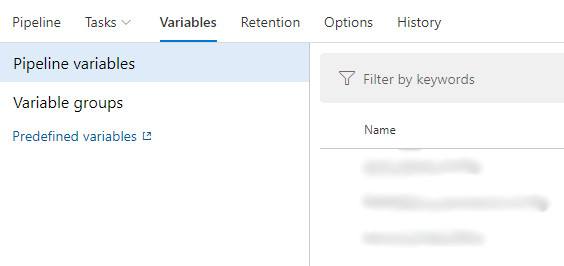 Pipeline Tasks Variables Retention Options History
Pipeline variables
Variable groups
Predefined variables
Filter by keywords
Name